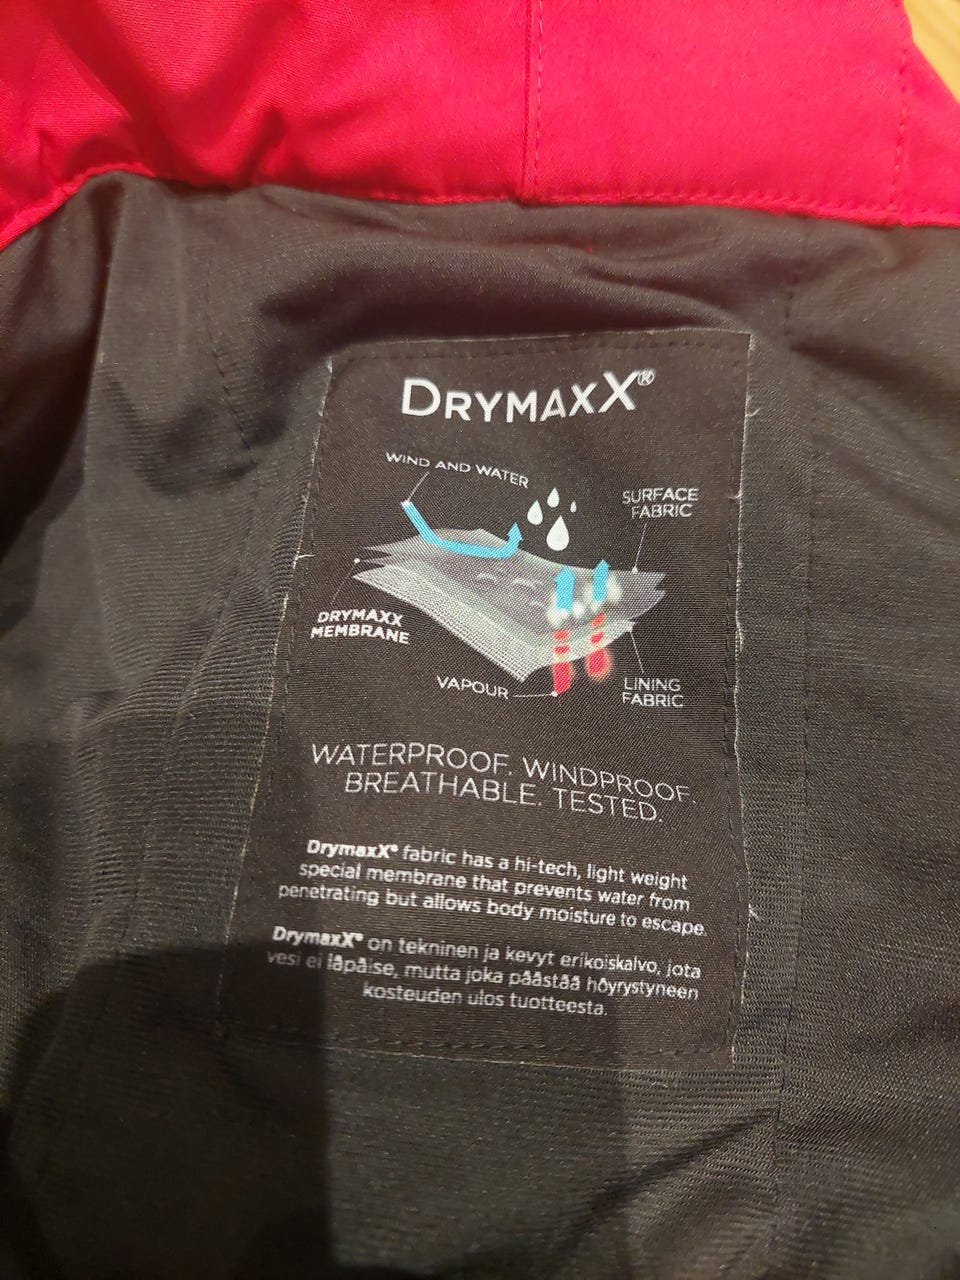 DRYMAXX®
WIND AND WATER
SURFACE
FABRIC
DRYMAXX
MEMBRANE
VAPOUR
LINING
FABRIC
WATERPROOF. WINDPROOF.
BREATHABLE. TESTED.
DrymaxX® fabric has a hi-tech, light weight
special membrane that prevents water from
penetrating but allows body moisture to escape.
DrymaxX® on tekninen ja kevyt erikoiskalvo, jota
vesi ei läpäise, mutta joka päästää höyrystyneen
kosteuden ulos tuotteesta.